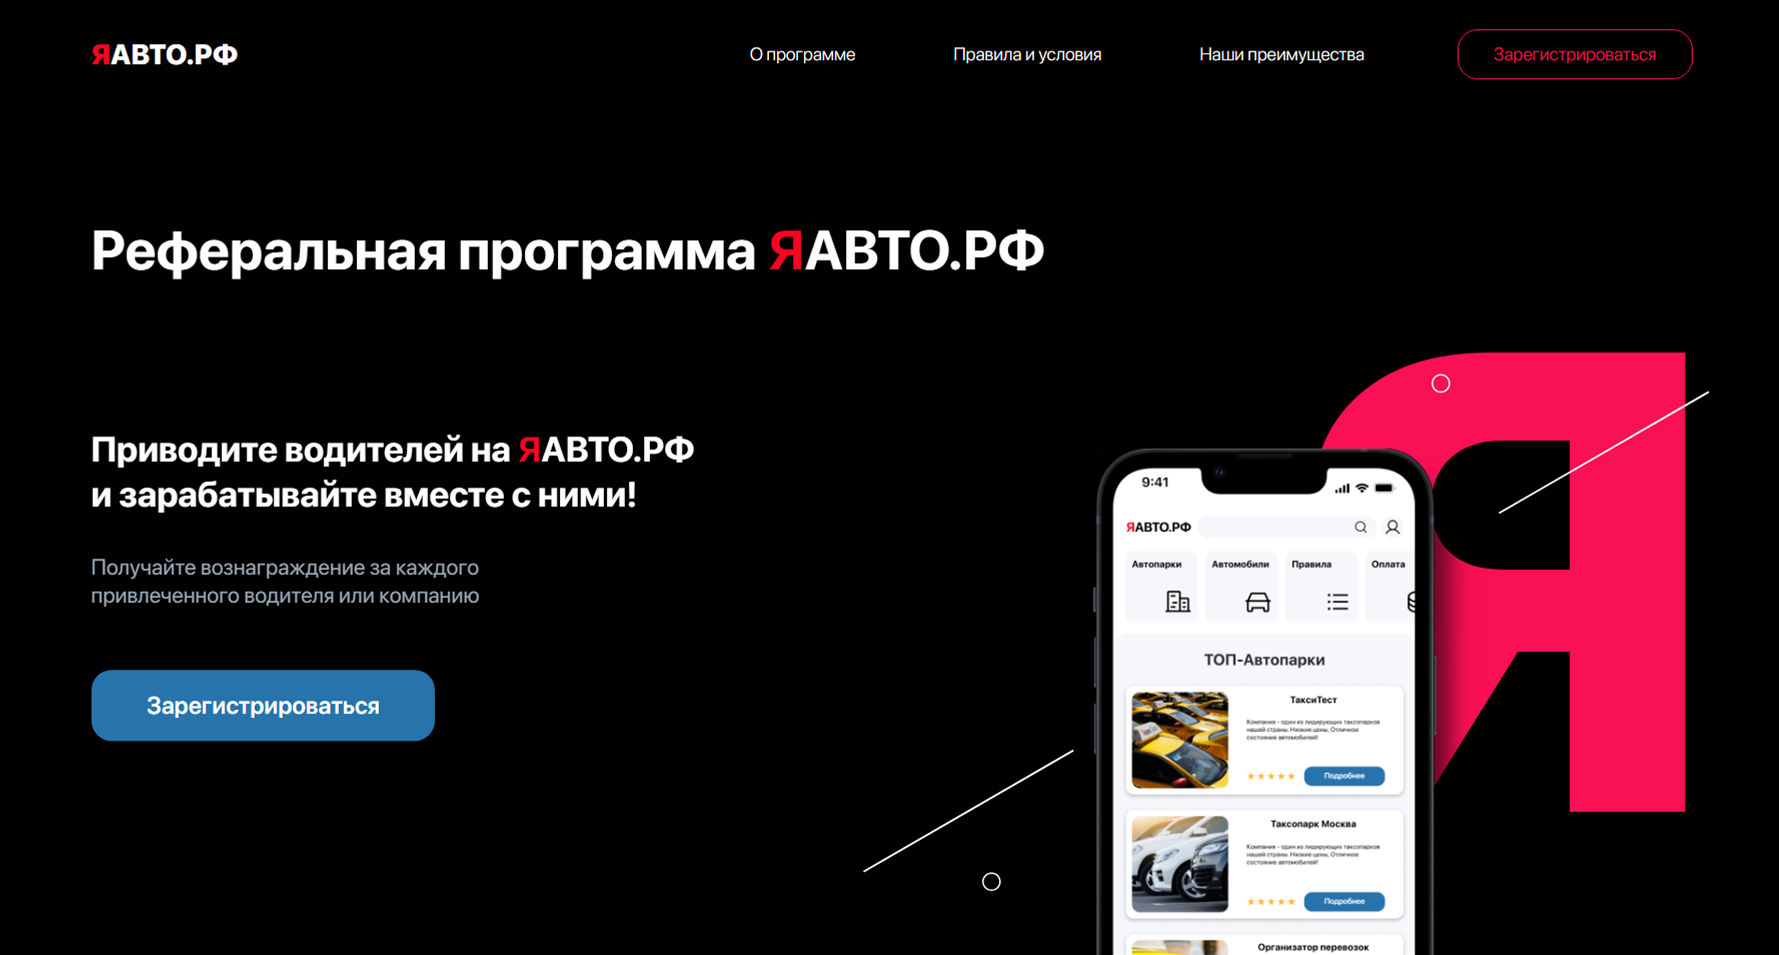 ЯАВТО.РФ
О программе
Правила и условия
Наши преимущества
Зарегистрироваться
Реферальная программа ЯАВТО.РФ
Приводите водителей на ЯАВТО.РФ
и зарабатывайте вместе с ними!
Получайте вознаграждение за каждого
привлеченного водителя или компанию
Зарегистрироваться
9:41
ЯАВТО.РФ
Автопарки
Автомобили
Правила
Оплата
ТОП-Автопарки
ТаксиТест
Компания - один из лидирующих таксопарков
нашей страны. Низкие цены, Отличное
состояние автомобилей!
Подробнее
Таксопарк Москва
Компания - один из лидирующих таксопарков
нашей страны. Низкие цены, Отличное
состояние автомобилей!
Подробнее
Организатор перевозок
Я